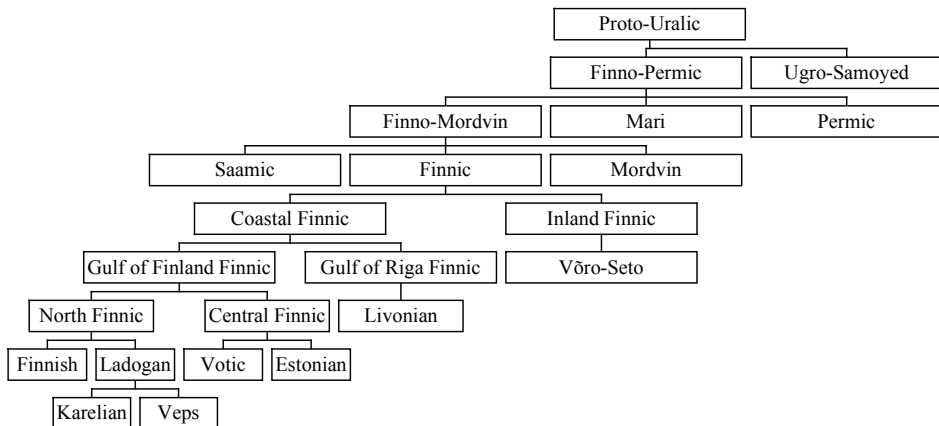 Proto-Uralic
Finno-Permic
Ugro-Samoyed
Finno-Mordvin
Mari
Permic
Saamic
Finnic
Mordvin
Coastal Finnic
Inland Finnic
Gulf of Finland Finnic
Gulf of Riga Finnic
Võro-Seto
North Finnic
Central Finnic
Livonian
Finnish
Ladogan
Votic
Estonian
Karelian
Veps